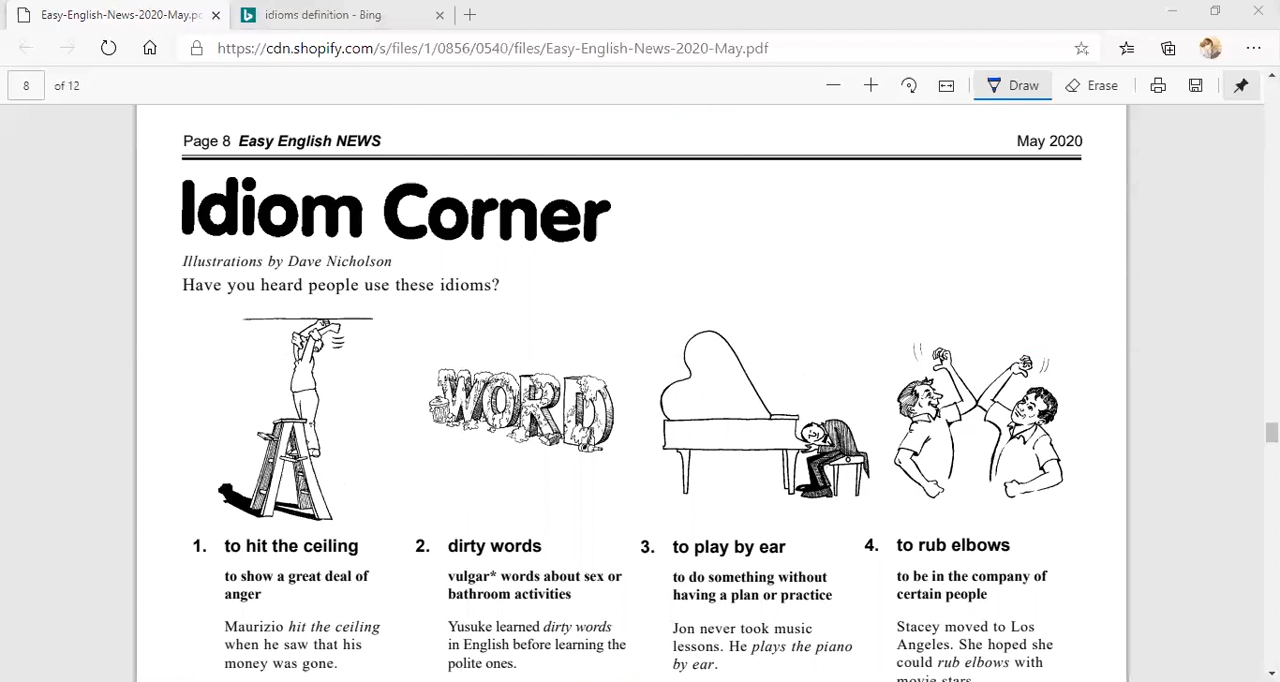 Easy-English-News-2020-May.pd
idioms definition - Bing
https://cdn.shopify.com/s/files/1/0856/0540/files/Easy-English-News-2020-May.pdf
8 of 12
Draw
Erase
Page 8 Easy English NEWS
May 2020
Idiom Corner
Illustrations by Dave Nicholson
Have you heard people use these idioms?
WORD
1. to hit the ceiling
to show a great deal of
anger
Maurizio hit the ceiling
when he saw that his
money was gone.
2. dirty words
vulgar* words about sex or
bathroom activities
Yusuke learned dirty words
in English before learning the
polite ones.
3. to play by ear
to do something without
having a plan or practice
Jon never took music
lessons. He plays the piano
by ear.
4. to rub elbows
to be in the company of
certain people
Stacey moved to Los
Angeles. She hoped she
could rub elbows with
movie stars.